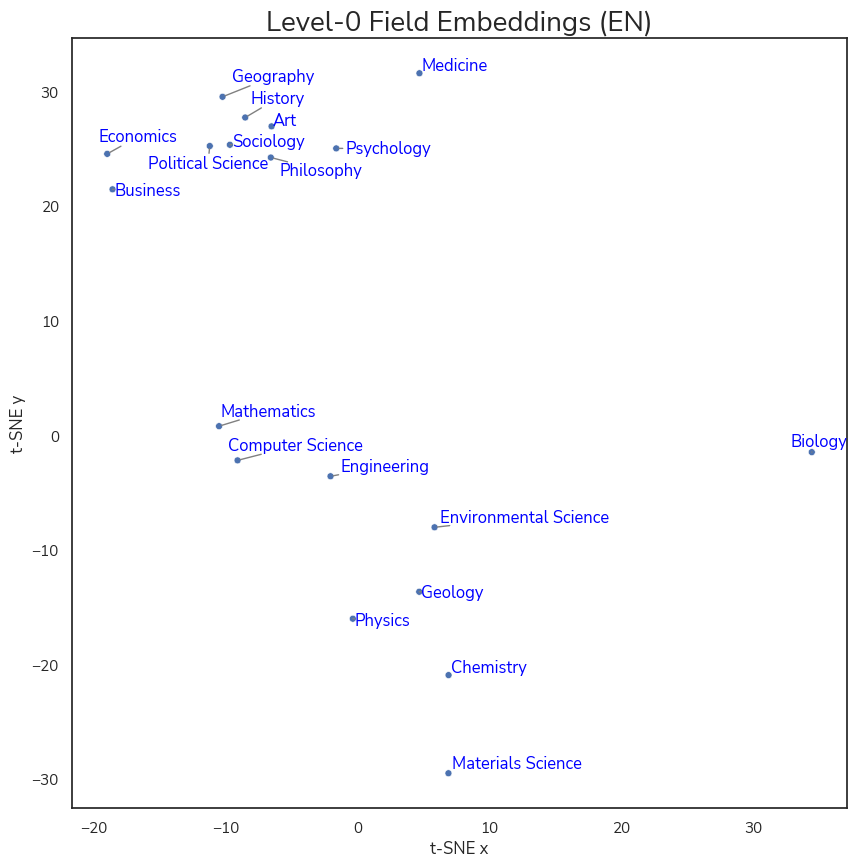 Level-0 Field Embeddings (EN)
Medicine
Geography
History
Art
Economics
Sociology
Psychology
Political Science
Philosophy
Business
Mathematics
Computer Science
Engineering
Biology
Environmental Science
Geology
Physics
Chemistry
Materials Science
30
20
10
0
−10
−20
−30
t-SNE y
−20
−10
0
10
20
30
t-SNE x